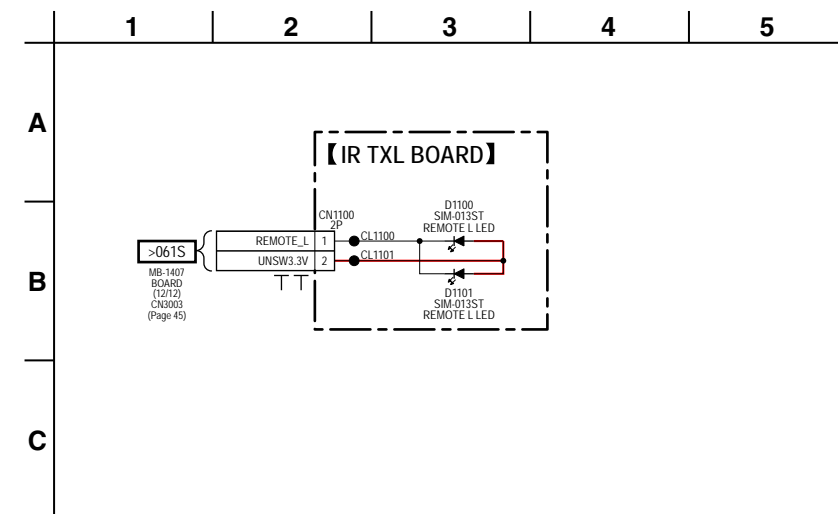 1 2 3 4 5
A
【IR TXL BOARD】
B
>061S
MB-1407
BOARD
(12/12)
CN3003
(Page 45)
CN1100
2P
REMOTE_L 1
UNSW3.3V 2
CL1100
CL1101
D1100
SIM-013ST
REMOTE L LED
D1101
SIM-013ST
REMOTE L LED
C